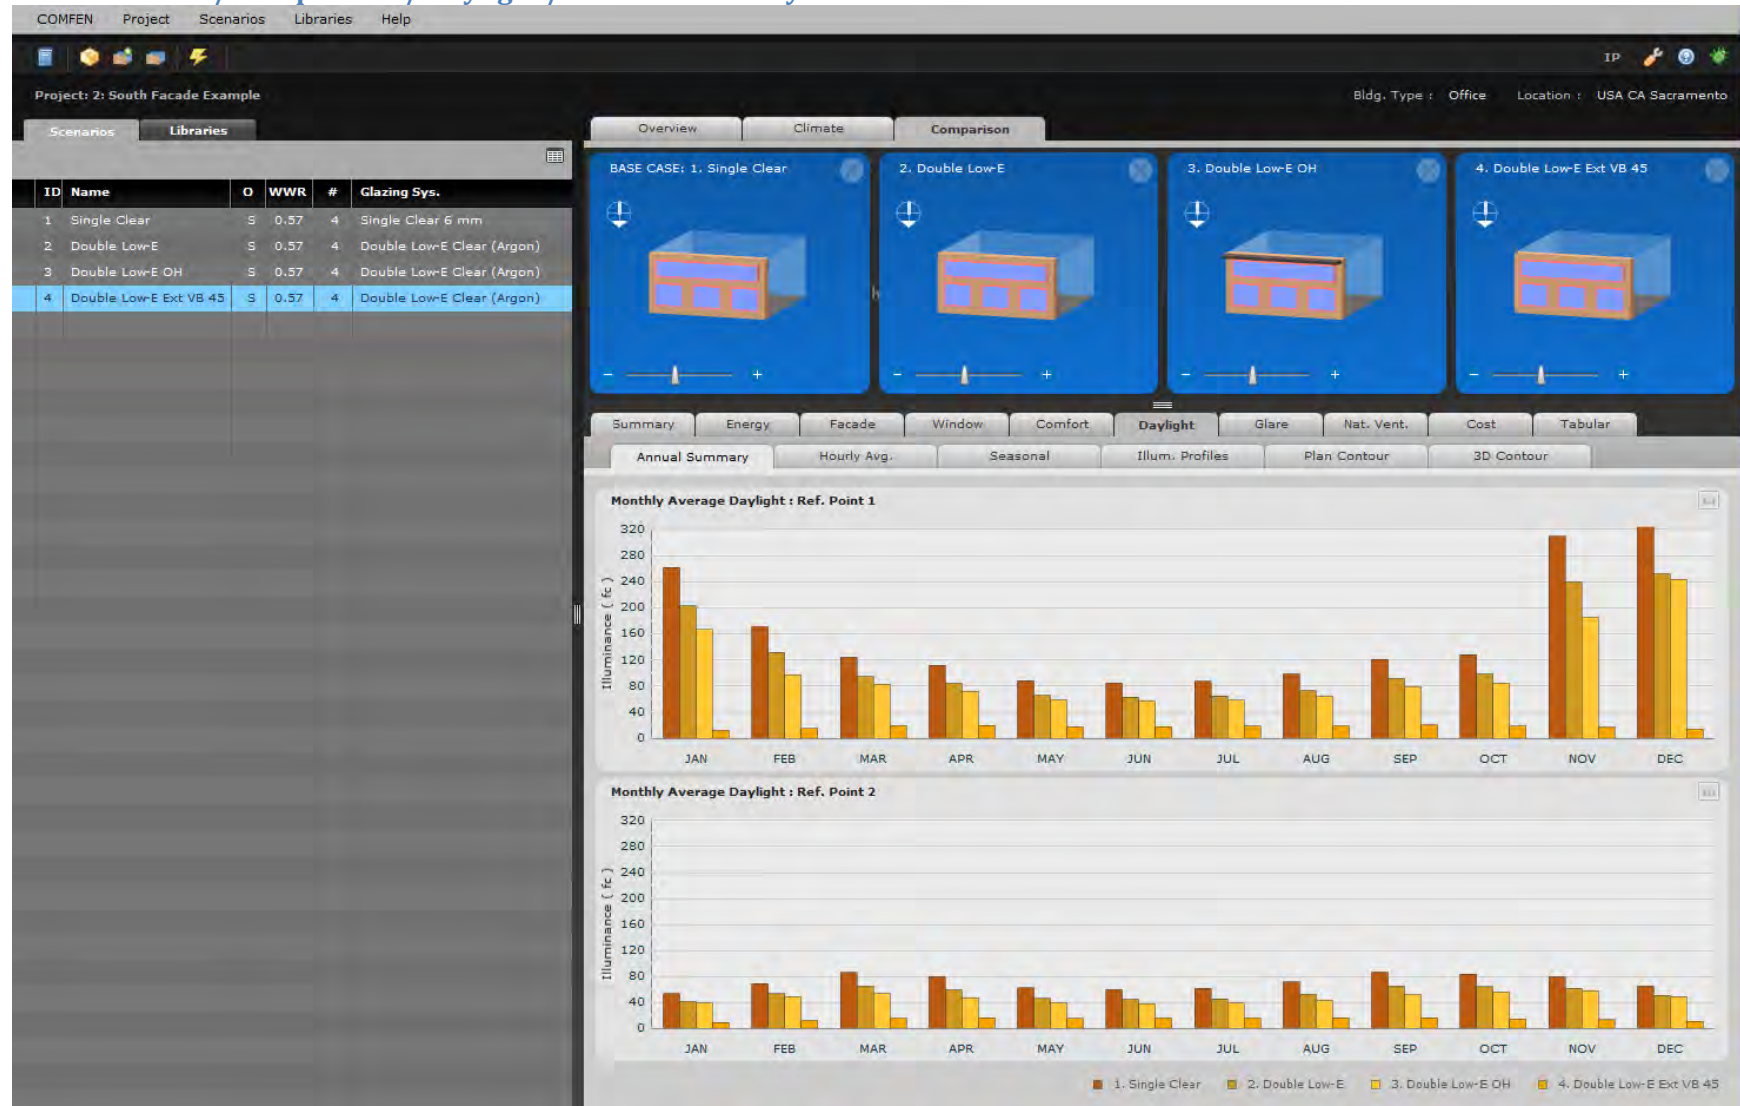 COMFEN Project Scenarios Libraries Help
IP
Project: 2: South Facade Example
Bldg. Type : Office Location : USA CA Sacramento
Scenarios Libraries
Overview Climate Comparison
ID Name O WWR # Glazing Sys.
1 Single Clear S 0.57 4 Single Clear 6 mm
2 Double Low-E S 0.57 4 Double Low-E Clear (Argon)
3 Double Low-E OH S 0.57 4 Double Low-E Clear (Argon)
4 Double Low-E Ext VB 45 S 0.57 4 Double Low-E Clear (Argon)
BASE CASE: 1. Single Clear
2. Double Low-E
3. Double Low-E OH
4. Double Low-E Ext VB 45
- +
- +
- +
- +
Summary Energy Facade Window Comfort Daylight Glare Nat. Vent. Cost Tabular
Annual Summary Hourly Avg. Seasonal Illum. Profiles Plan Contour 3D Contour
Monthly Average Daylight : Ref. Point 1
Illuminance ( fc )
320
280
240
200
160
120
80
40
0
JAN FEB MAR APR MAY JUN JUL AUG SEP OCT NOV DEC
Monthly Average Daylight : Ref. Point 2
Illuminance ( fc )
320
280
240
200
160
120
80
40
0
JAN FEB MAR APR MAY JUN JUL AUG SEP OCT NOV DEC
1. Single Clear 2. Double Low-E 3. Double Low-E OH 4. Double Low-E Ext VB 45